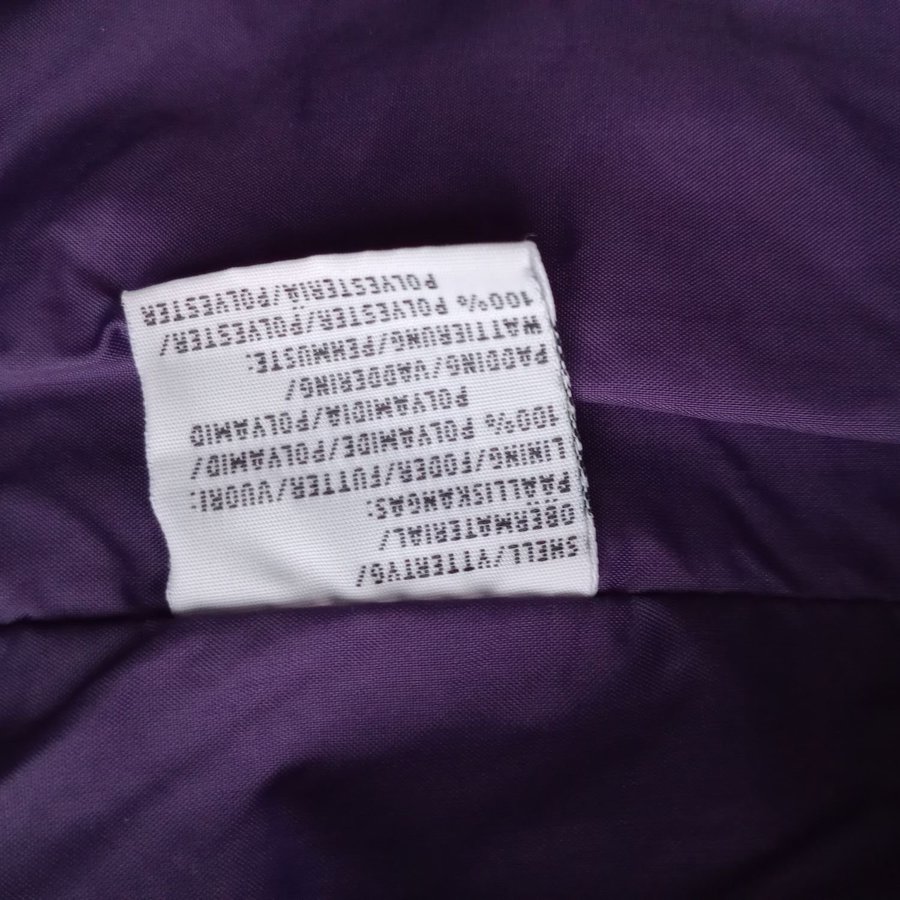 SHELL/YTTERTYG/
OBERMATERIAL/
PÄÄLLISKANGAS:
LINING/FODER/FUTTER/VUORI:
100% POLYAMIDE/POLYAMID/
POLYAMIDIA/POLYAMID
PADDING/VADDERING/
WATTIERUNG/PEHMUSTE:
100% POLYESTER/POLYESTER/
POLYESTERIÄ/POLYESTER